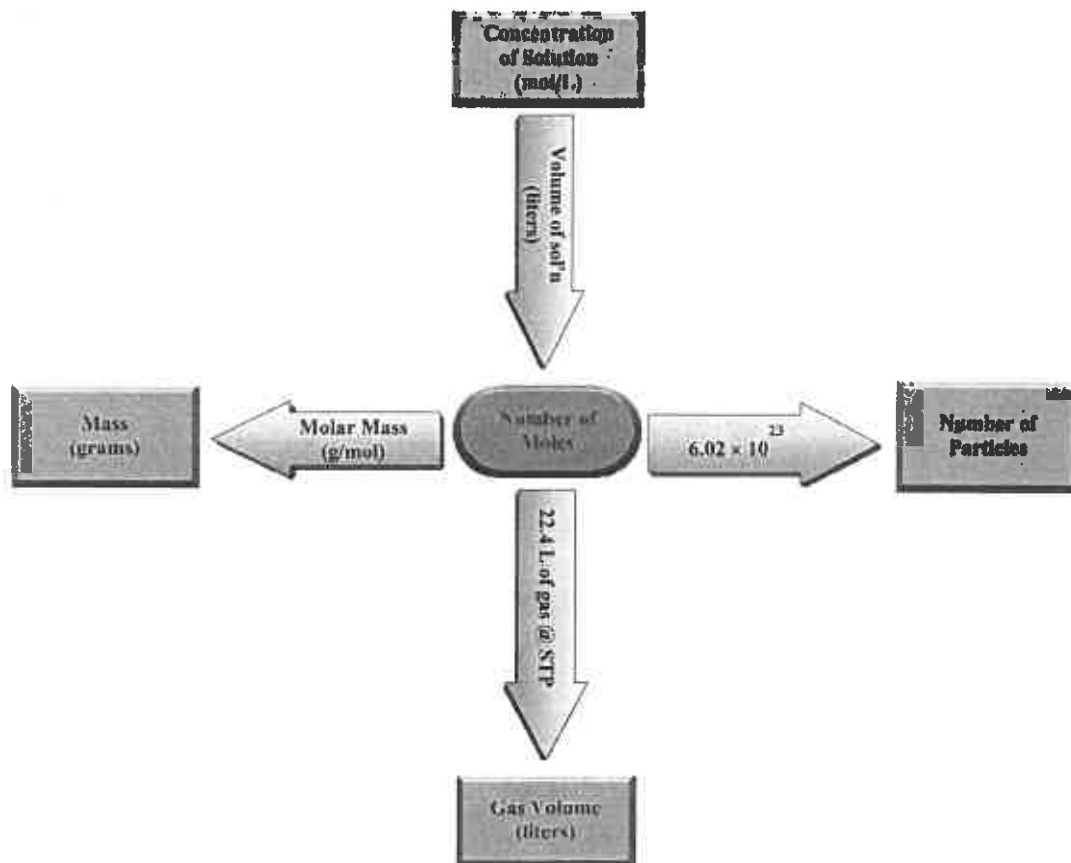 Concentration
of Solution
(mol/L)
Volume of sol'n
(liters)
Mass
(grams)
Molar Mass
(g/mol)
Number of
Moles
6.02 × 10
23
Number of
Particles
22.4 L of gas @ STP
Gas Volume
(liters)